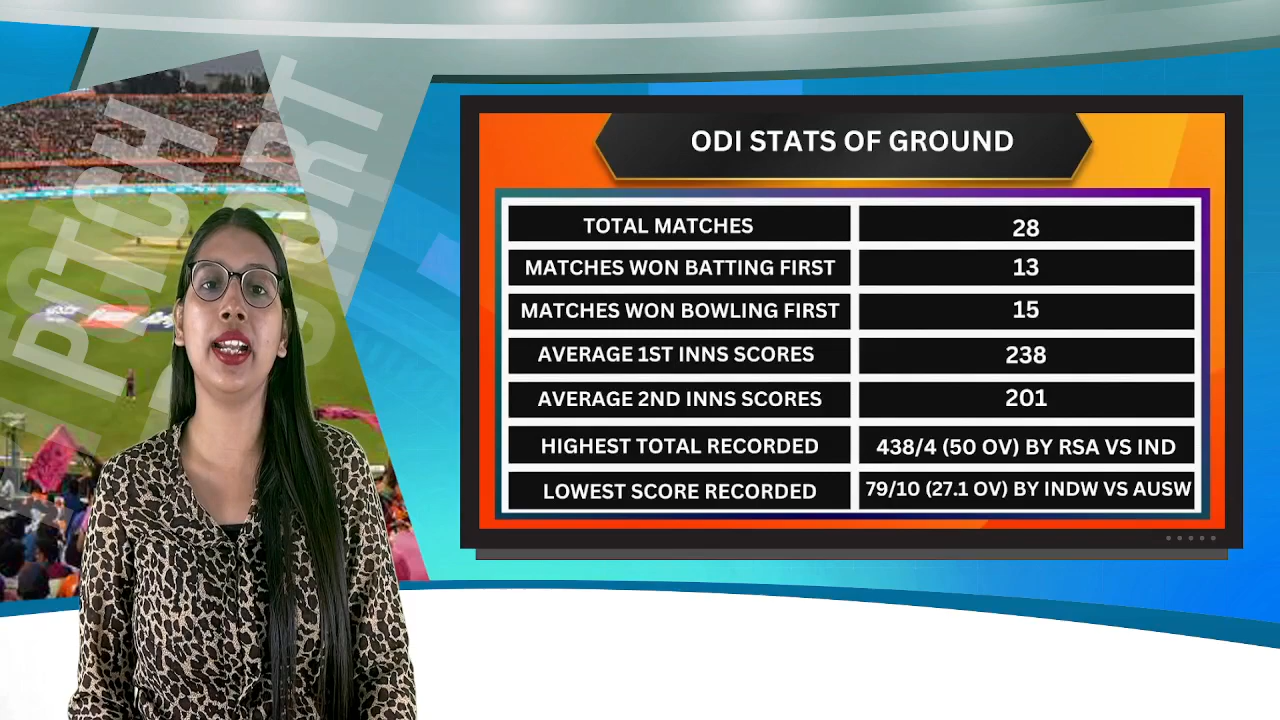 PITCH
REPORT
ODI STATS OF GROUND
TOTAL MATCHES 28
MATCHES WON BATTING FIRST 13
MATCHES WON BOWLING FIRST 15
AVERAGE 1ST INNS SCORES 238
AVERAGE 2ND INNS SCORES 201
HIGHEST TOTAL RECORDED 438/4 (50 OV) BY RSA VS IND
LOWEST SCORE RECORDED 79/10 (27.1 OV) BY INDW VS AUSW